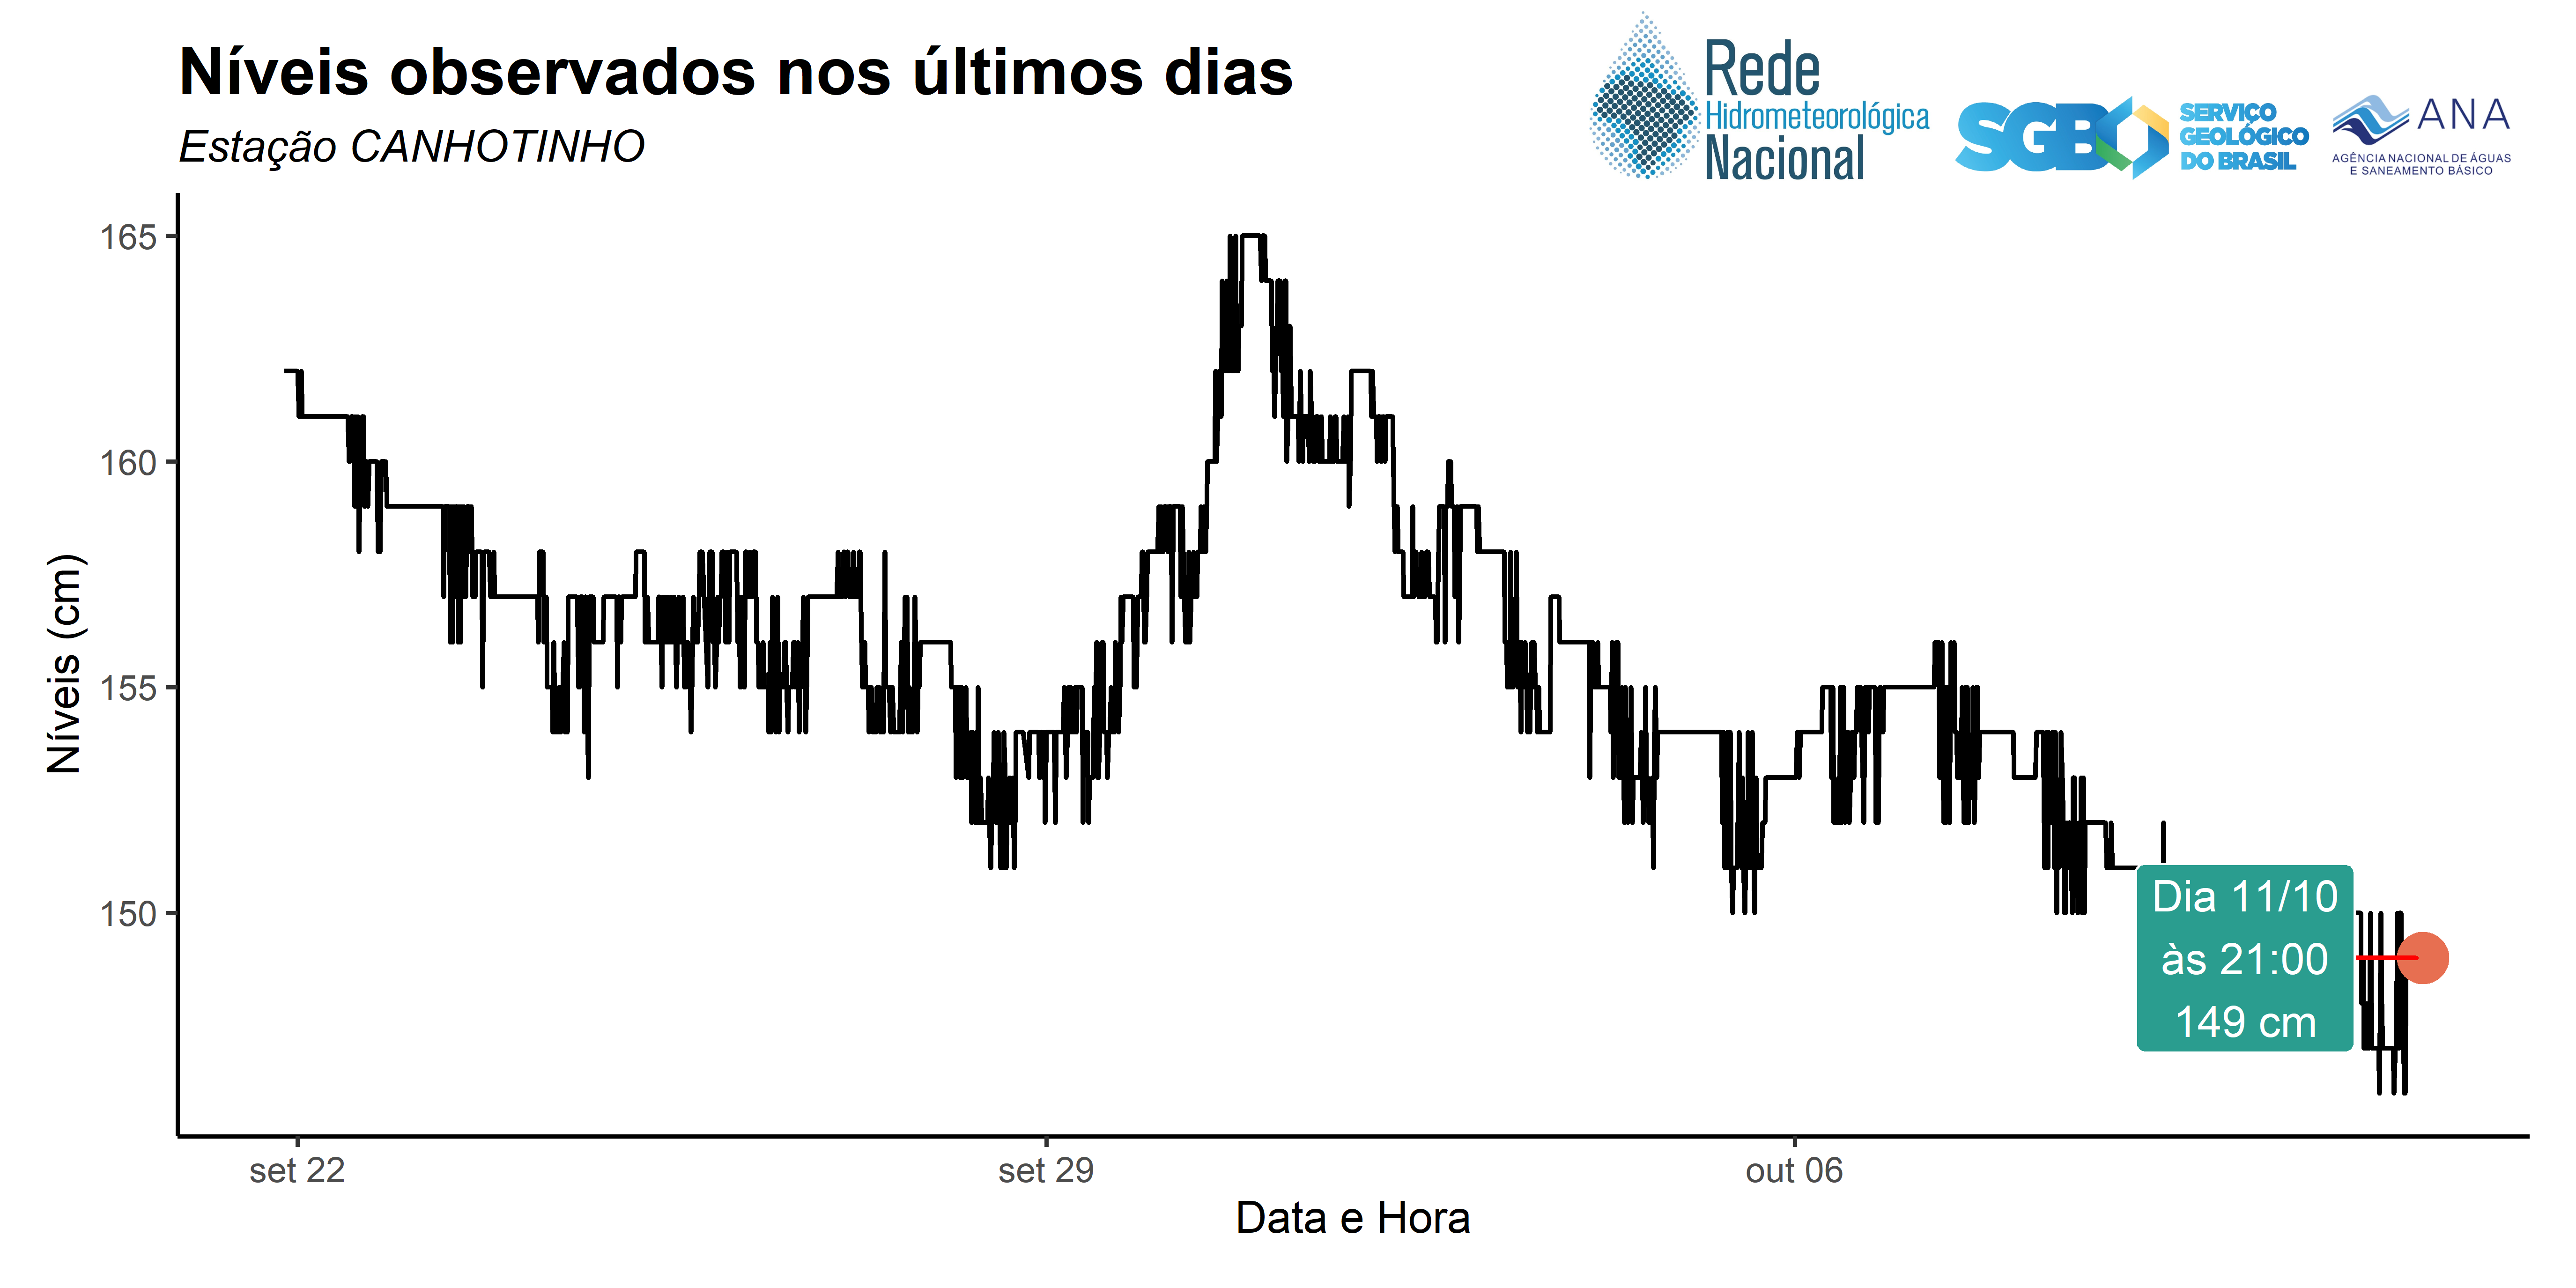 Níveis observados nos últimos dias
Estação CANHOTINHO
Rede
Hidrometeorológica
Nacional
SGB
SERVIÇO
GEOLÓGICO
DO BRASIL
ANA
AGÊNCIA NACIONAL DE ÁGUAS
E SANEAMENTO BÁSICO
Níveis (cm)
165
160
155
150
Dia 11/10
às 21:00
149 cm
set 22
set 29
out 06
Data e Hora